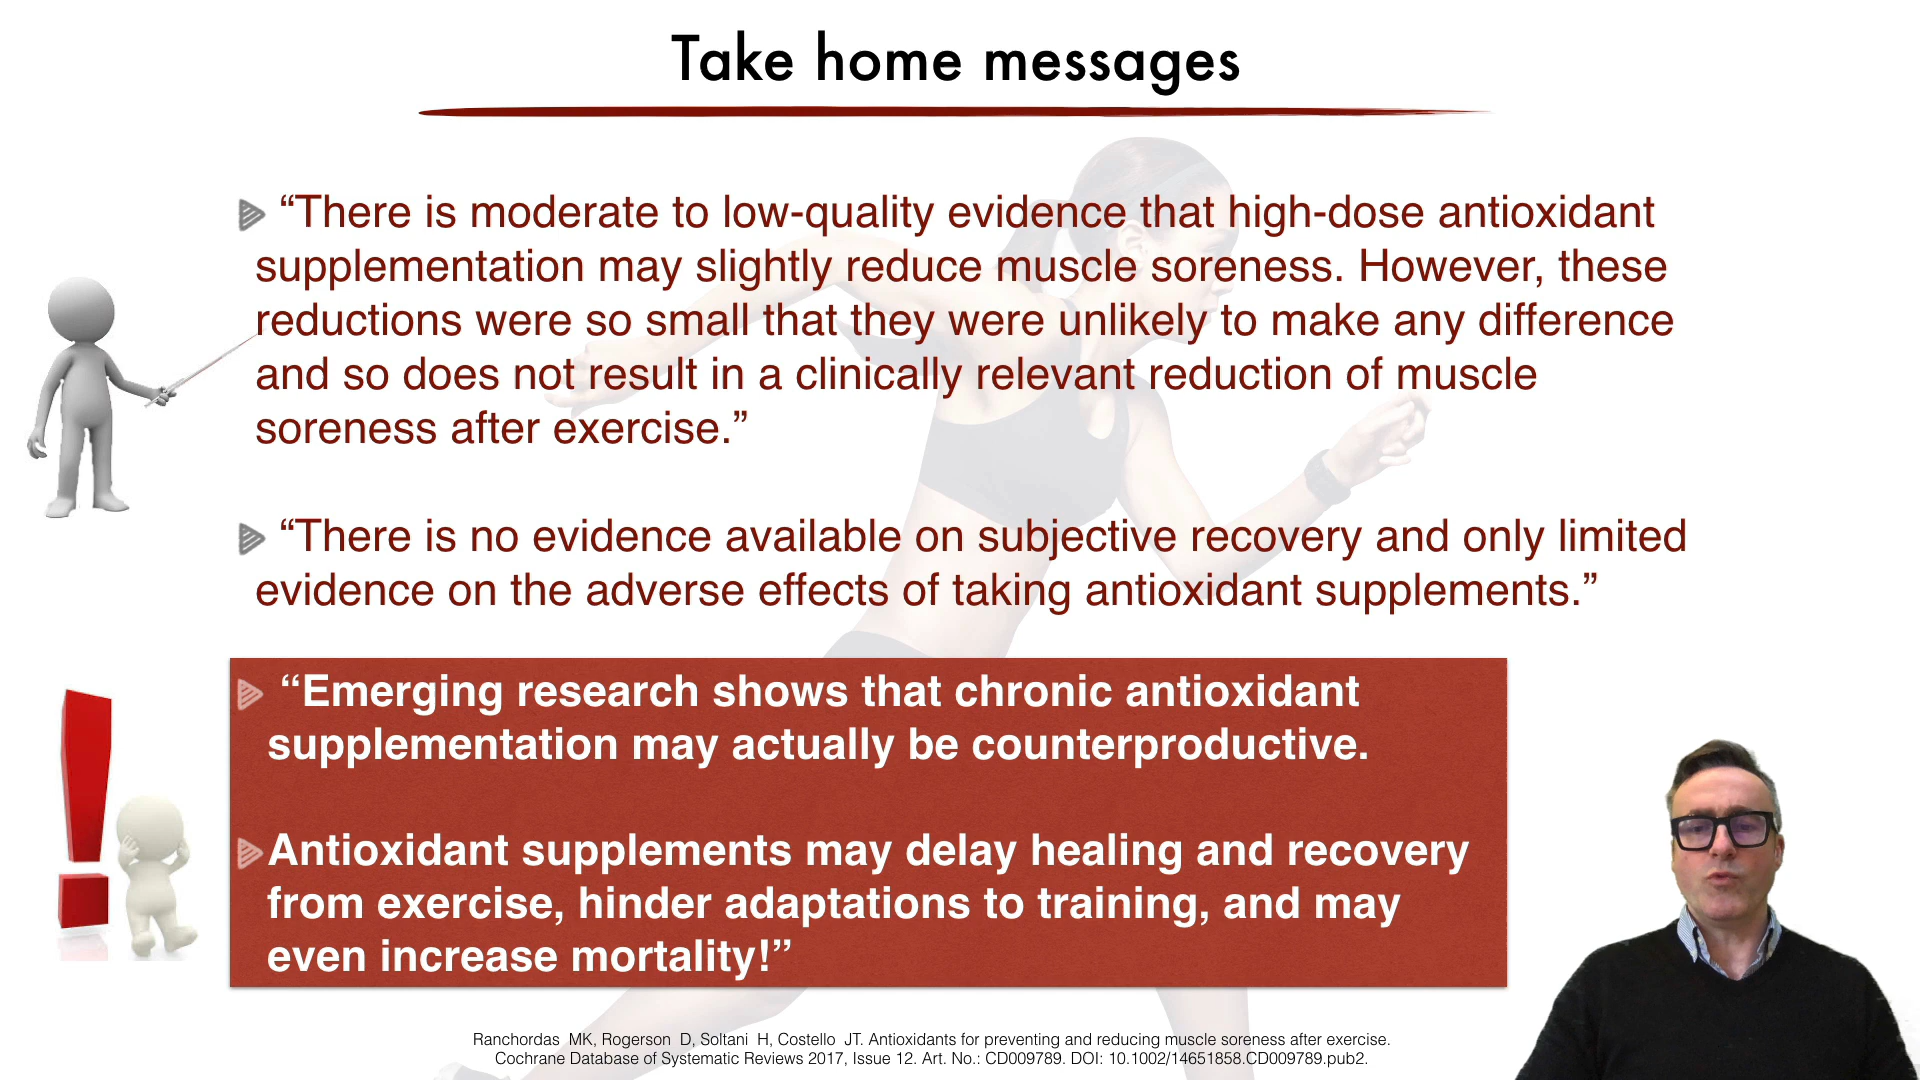 Take home messages
“There is moderate to low-quality evidence that high-dose antioxidant
supplementation may slightly reduce muscle soreness. However, these
reductions were so small that they were unlikely to make any difference
and so does not result in a clinically relevant reduction of muscle
soreness after exercise.”
“There is no evidence available on subjective recovery and only limited
evidence on the adverse effects of taking antioxidant supplements.”
“Emerging research shows that chronic antioxidant
supplementation may actually be counterproductive.
Antioxidant supplements may delay healing and recovery
from exercise, hinder adaptations to training, and may
even increase mortality!”
Ranchordas MK, Rogerson D, Soltani H, Costello JT. Antioxidants for preventing and reducing muscle soreness after exercise.
Cochrane Database of Systematic Reviews 2017, Issue 12. Art. No.: CD009789. DOI: 10.1002/14651858.CD009789.pub2.